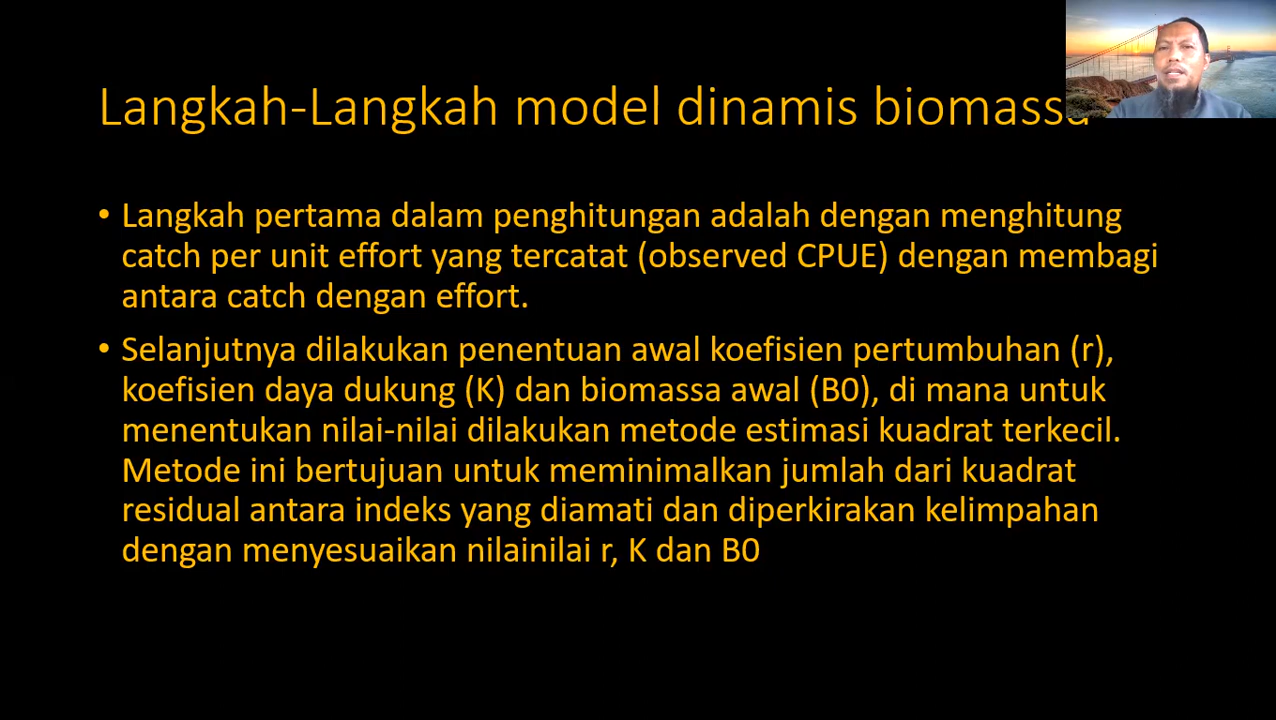 Langkah-Langkah model dinamis biomassa
• Langkah pertama dalam penghitungan adalah dengan menghitung
catch per unit effort yang tercatat (observed CPUE) dengan membagi
antara catch dengan effort.
• Selanjutnya dilakukan penentuan awal koefisien pertumbuhan (r),
koefisien daya dukung (K) dan biomassa awal (B0), di mana untuk
menentukan nilai-nilai dilakukan metode estimasi kuadrat terkecil.
Metode ini bertujuan untuk meminimalkan jumlah dari kuadrat
residual antara indeks yang diamati dan diperkirakan kelimpahan
dengan menyesuaikan nilainilai r, K dan B0